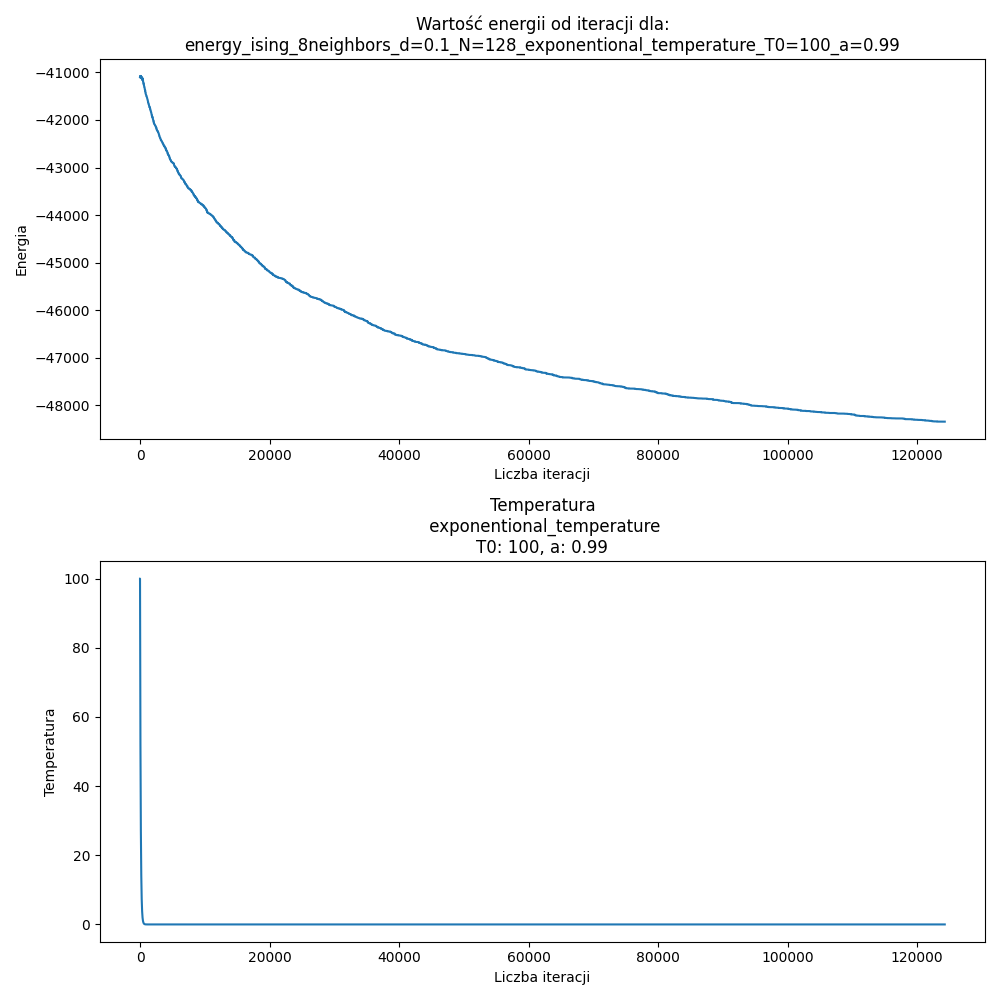 Wartość energii od iteracji dla:
energy_ising_8neighbors_d=0.1_N=128_exponentional_temperature_T0=100_a=0.99
−41000
−42000
−43000
−44000
−45000
−46000
−47000
−48000
Energia
0 20000 40000 60000 80000 100000 120000
Liczba iteracji
Temperatura
exponentional_temperature
T0: 100, a: 0.99
100
80
60
40
20
0
Temperatura
0 20000 40000 60000 80000 100000 120000
Liczba iteracji